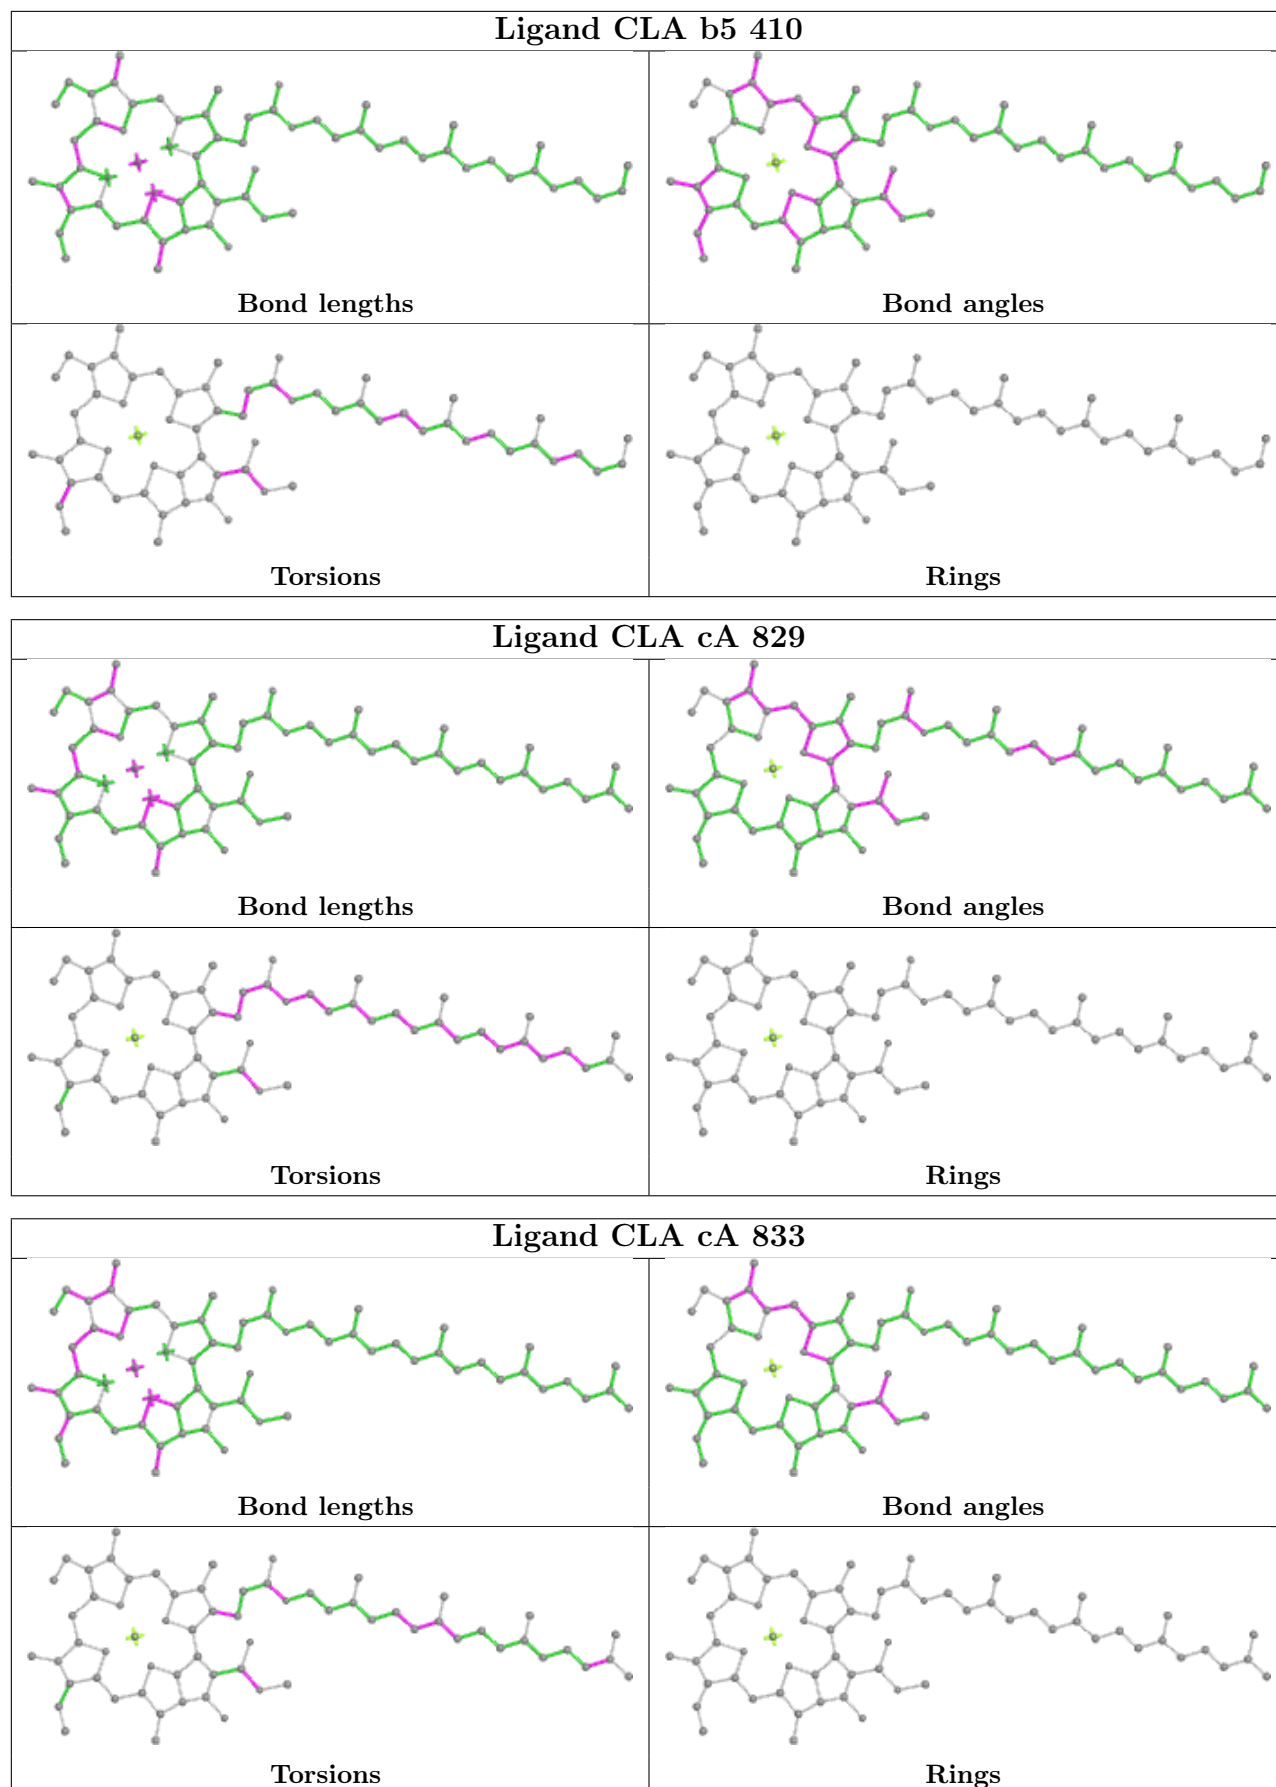 Ligand CLA b5 410
Bond lengths
Bond angles
Torsions
Rings
Ligand CLA cA 829
Bond lengths
Bond angles
Torsions
Rings
Ligand CLA cA 833
Bond lengths
Bond angles
Torsions
Rings